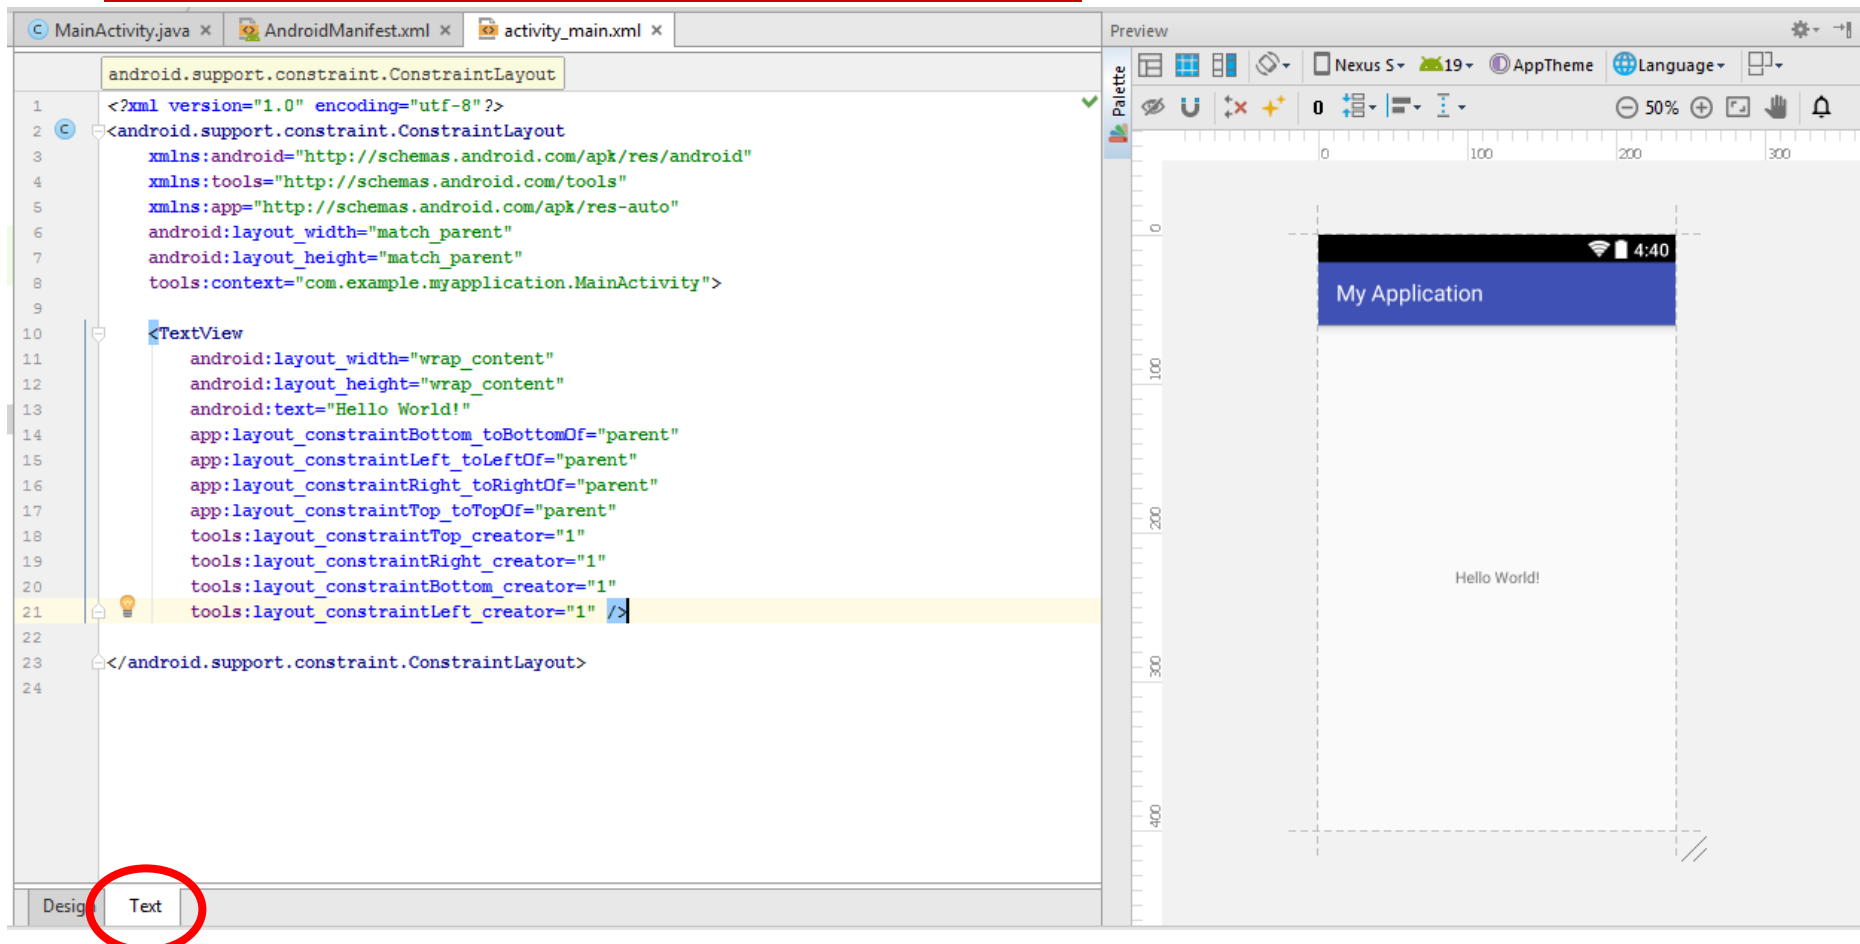 MainActivity.java × AndroidManifest.xml × activity_main.xml ×
android.support.constraint.ConstraintLayout
1 <?xml version="1.0" encoding="utf-8"?>
2 C <android.support.constraint.ConstraintLayout
3 xmlns:android="http://schemas.android.com/apk/res/android"
4 xmlns:tools="http://schemas.android.com/tools"
5 xmlns:app="http://schemas.android.com/apk/res-auto"
6 android:layout_width="match_parent"
7 android:layout_height="match_parent"
8 tools:context="com.example.myapplication.MainActivity">
9
10 <TextView
11 android:layout_width="wrap_content"
12 android:layout_height="wrap_content"
13 android:text="Hello World!"
14 app:layout_constraintBottom_toBottomOf="parent"
15 app:layout_constraintLeft_toLeftOf="parent"
16 app:layout_constraintRight_toRightOf="parent"
17 app:layout_constraintTop_toTopOf="parent"
18 tools:layout_constraintTop_creator="1"
19 tools:layout_constraintRight_creator="1"
20 tools:layout_constraintBottom_creator="1"
21 tools:layout_constraintLeft_creator="1" />
22
23 </android.support.constraint.ConstraintLayout>
24
Design Text
Preview
Palette
Nexus S 19 AppTheme Language
0 50%
0 100 200 300
0
100
200
300
400
4:40
My Application
Hello World!